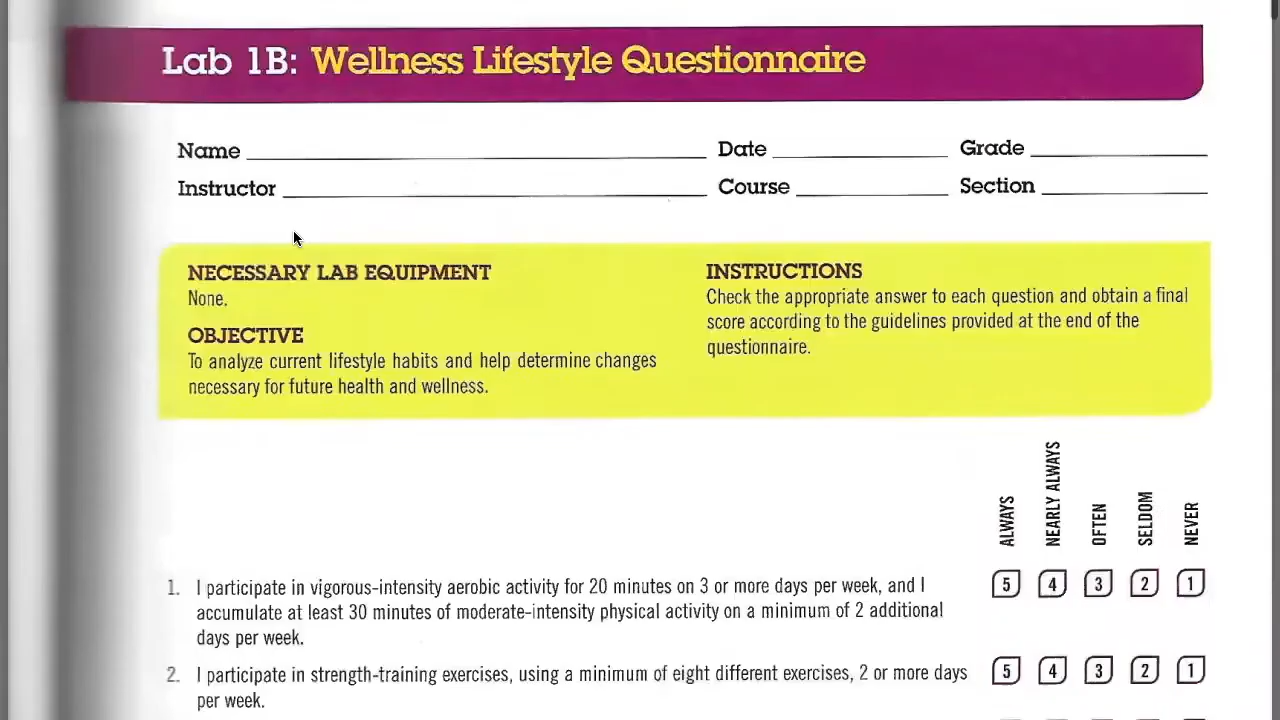 Lab 1B: Wellness Lifestyle Questionnaire
Name
Date
Grade
Instructor
Course
Section
NECESSARY LAB EQUIPMENT
None.
OBJECTIVE
To analyze current lifestyle habits and help determine changes
necessary for future health and wellness.
INSTRUCTIONS
Check the appropriate answer to each question and obtain a final
score according to the guidelines provided at the end of the
questionnaire.
ALWAYS
NEARLY ALWAYS
OFTEN
SELDOM
NEVER
1. I participate in vigorous-intensity aerobic activity for 20 minutes on 3 or more days per week, and I 5 4 3 2 1
accumulate at least 30 minutes of moderate-intensity physical activity on a minimum of 2 additional
days per week.
2. I participate in strength-training exercises, using a minimum of eight different exercises, 2 or more days 5 4 3 2 1
per week.